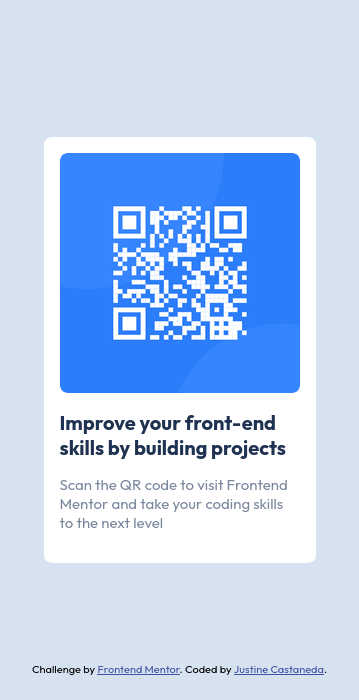 Improve your front-end
skills by building projects
Scan the QR code to visit Frontend
Mentor and take your coding skills
to the next level
Challenge by Frontend Mentor. Coded by Justine Castaneda.